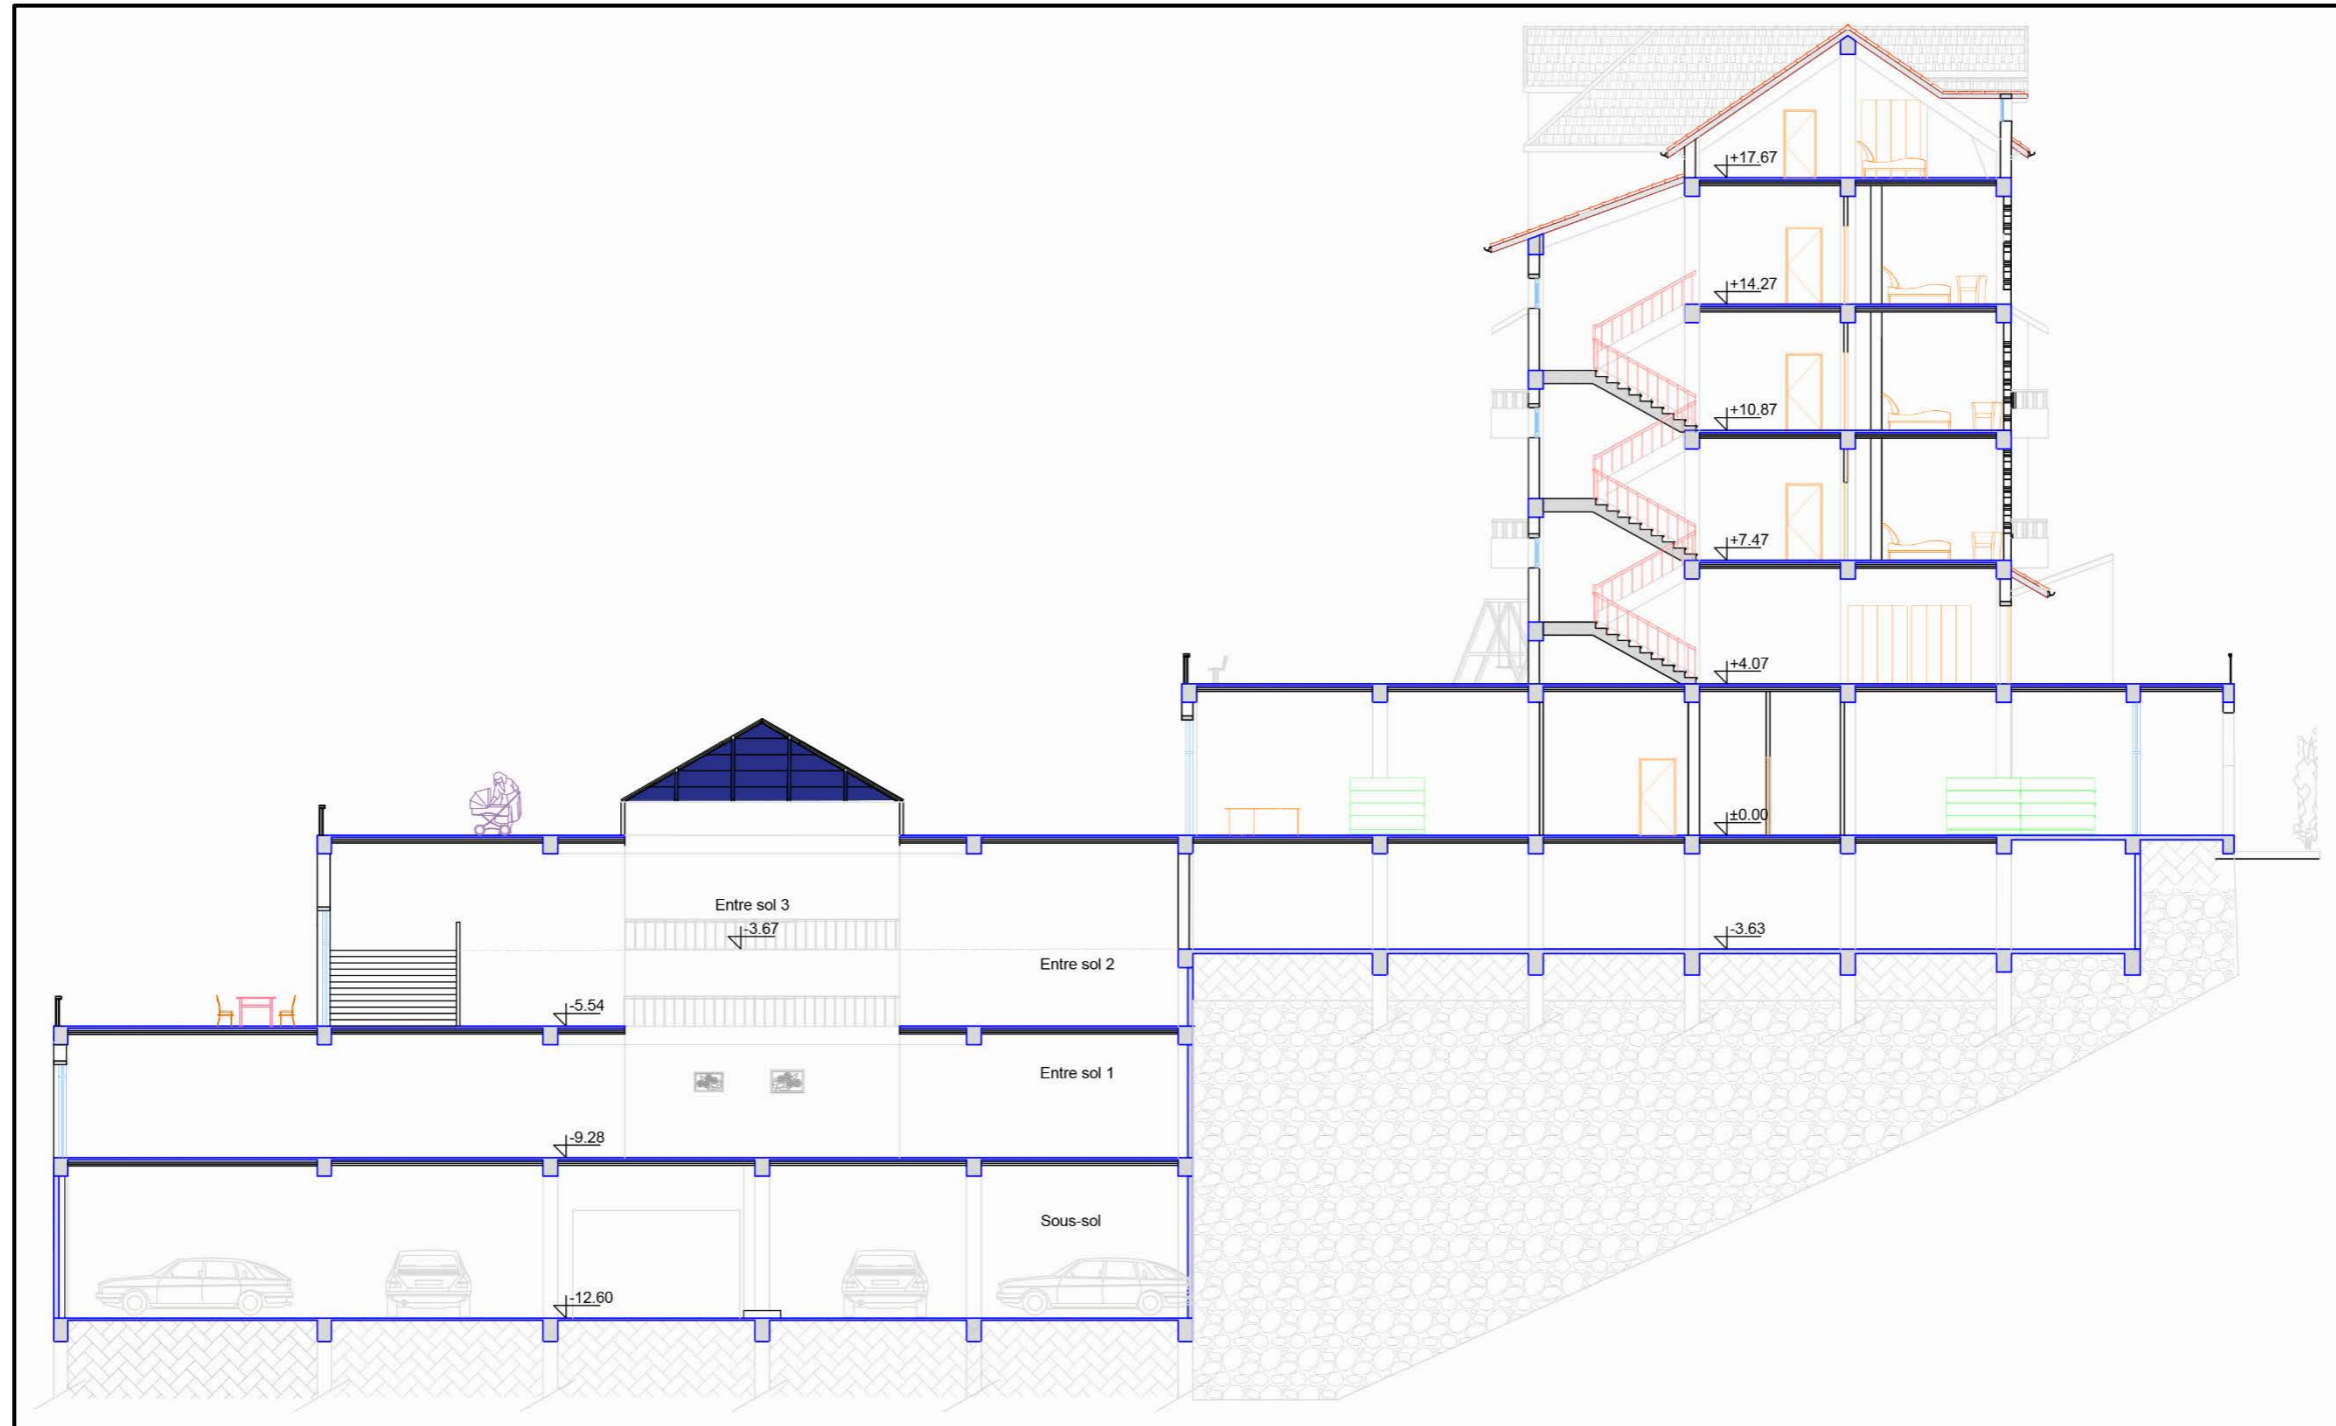 +17.67
+14.27
+10.87
+7.47
+4.07
±0.00
Entre sol 3
-3.67
-3.63
Entre sol 2
-5.54
Entre sol 1
-9.28
Sous-sol
-12.60